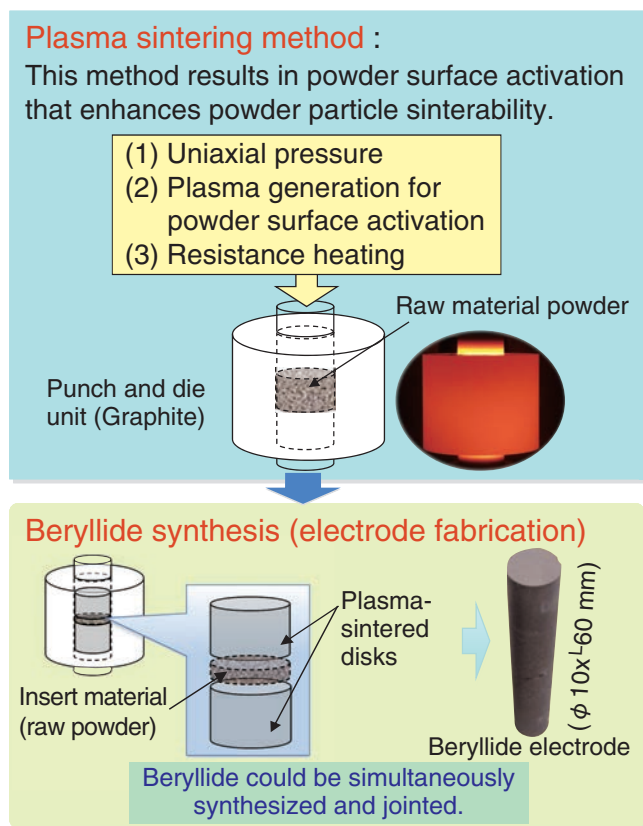 Plasma sintering method :
This method results in powder surface activation
that enhances powder particle sinterability.
(1) Uniaxial pressure
(2) Plasma generation for
powder surface activation
(3) Resistance heating
Raw material powder
Punch and die
unit (Graphite)
Beryllide synthesis (electrode fabrication)
Plasma-
sintered
disks
Insert material
(raw powder)
(ϕ 10xᴸ60 mm)
Beryllide electrode
Beryllide could be simultaneously
synthesized and jointed.